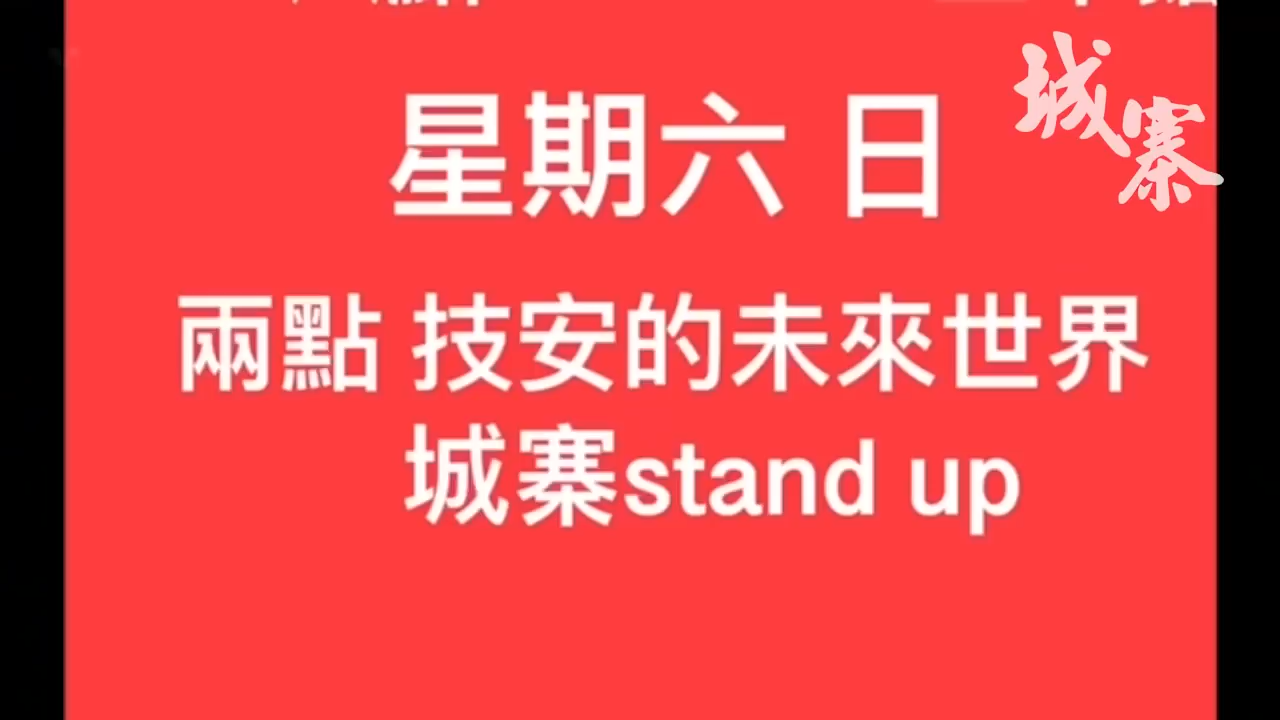 城寨
星期六 日
兩點 技安的未來世界
城寨stand up